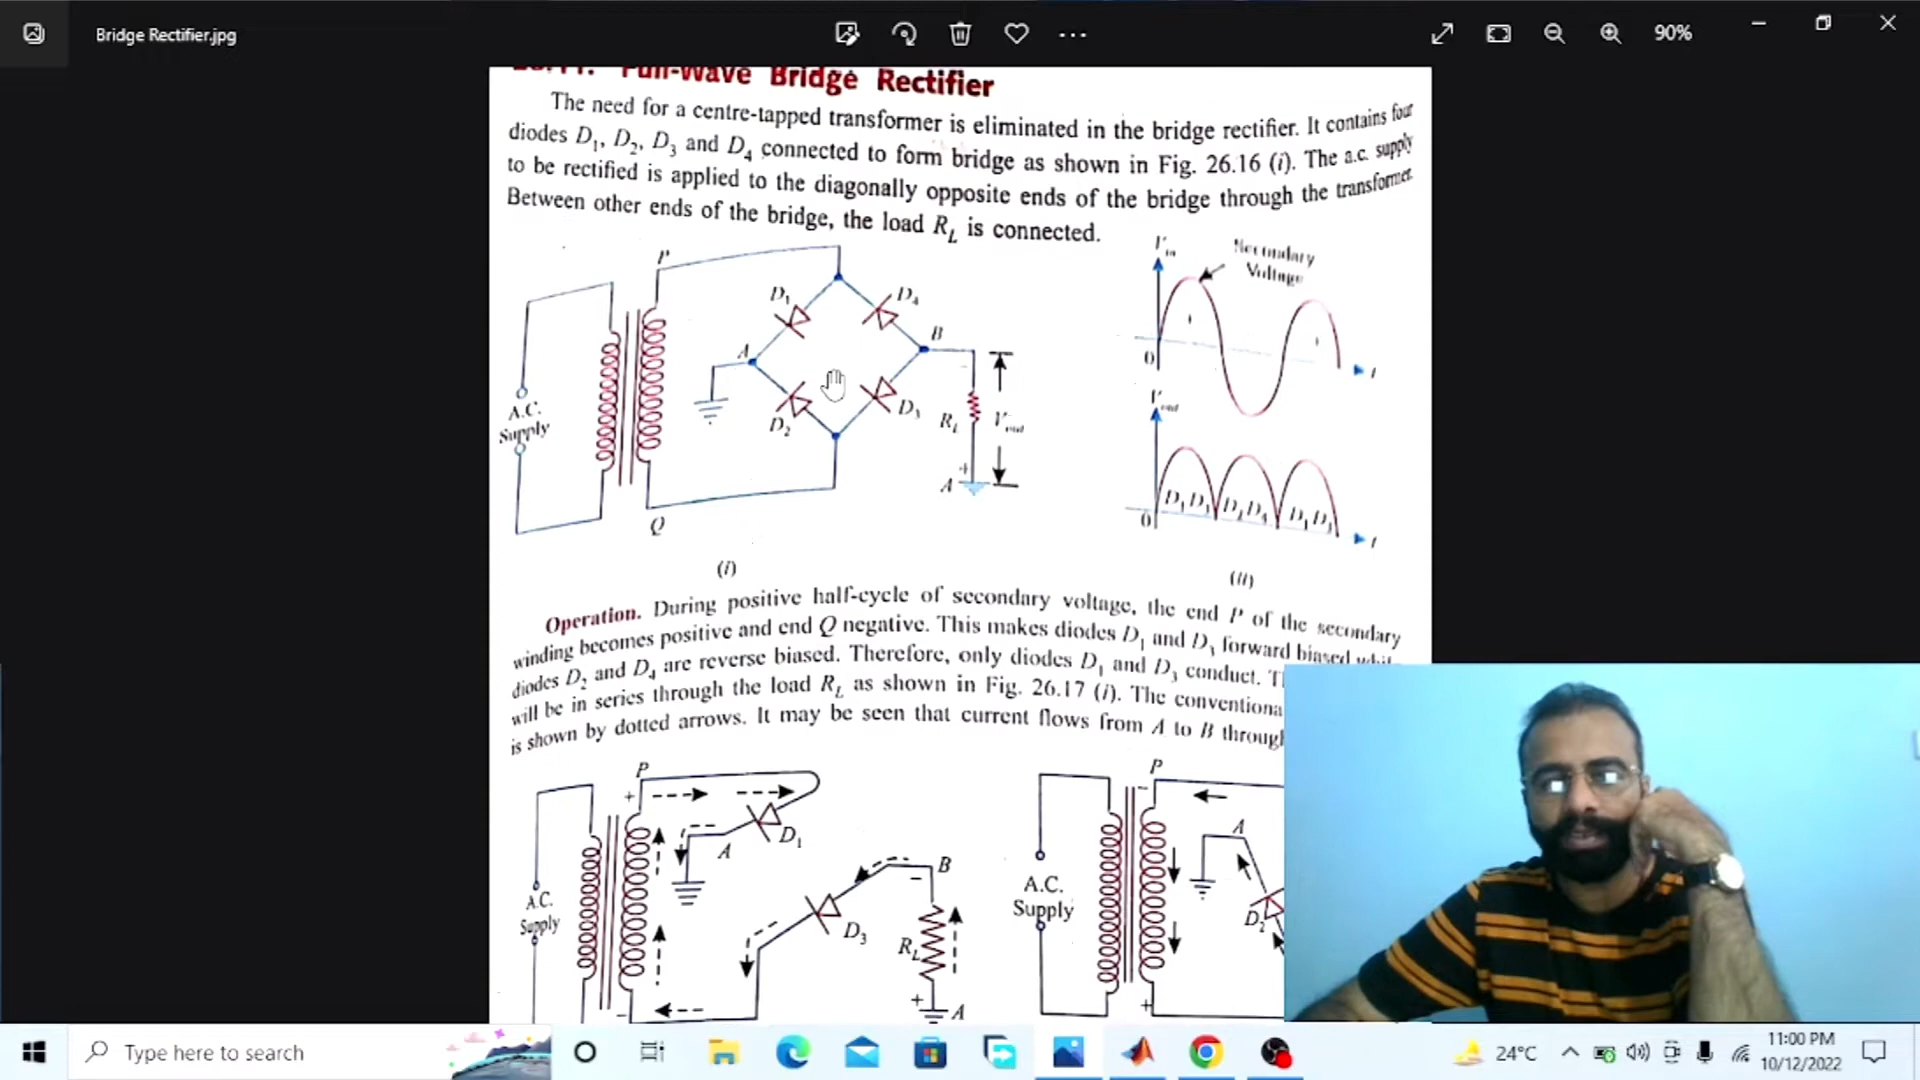 Bridge Rectifier.jpg
90%
Full-Wave Bridge Rectifier
The need for a centre-tapped transformer is eliminated in the bridge rectifier. It contains four
diodes D1, D2, D3 and D4 connected to form bridge as shown in Fig. 26.16 (i). The a.c. supply
to be rectified is applied to the diagonally opposite ends of the bridge through the transformer.
Between other ends of the bridge, the load RL is connected.
P
D1
D4
A
B
A.C.
Supply
D2
D3
RL
Vout
+
A
Q
(i)
Vin
Secondary
Voltage
0
t
Vout
D1D3
D2D4
D1D3
0
t
(ii)
Operation. During positive half-cycle of secondary voltage, the end P of the secondary
winding becomes positive and end Q negative. This makes diodes D1 and D3 forward biased
diodes D2 and D4 are reverse biased. Therefore, only diodes D1 and D3 conduct.
will be in series through the load RL as shown in Fig. 26.17 (i). The conventiona
is shown by dotted arrows. It may be seen that current flows from A to B through
P
+
D1
A
B
−
A.C.
Supply
D3
RL
+
A
−
P
−
A
A.C.
Supply
D2
+
Type here to search
24°C
11:00 PM
10/12/2022